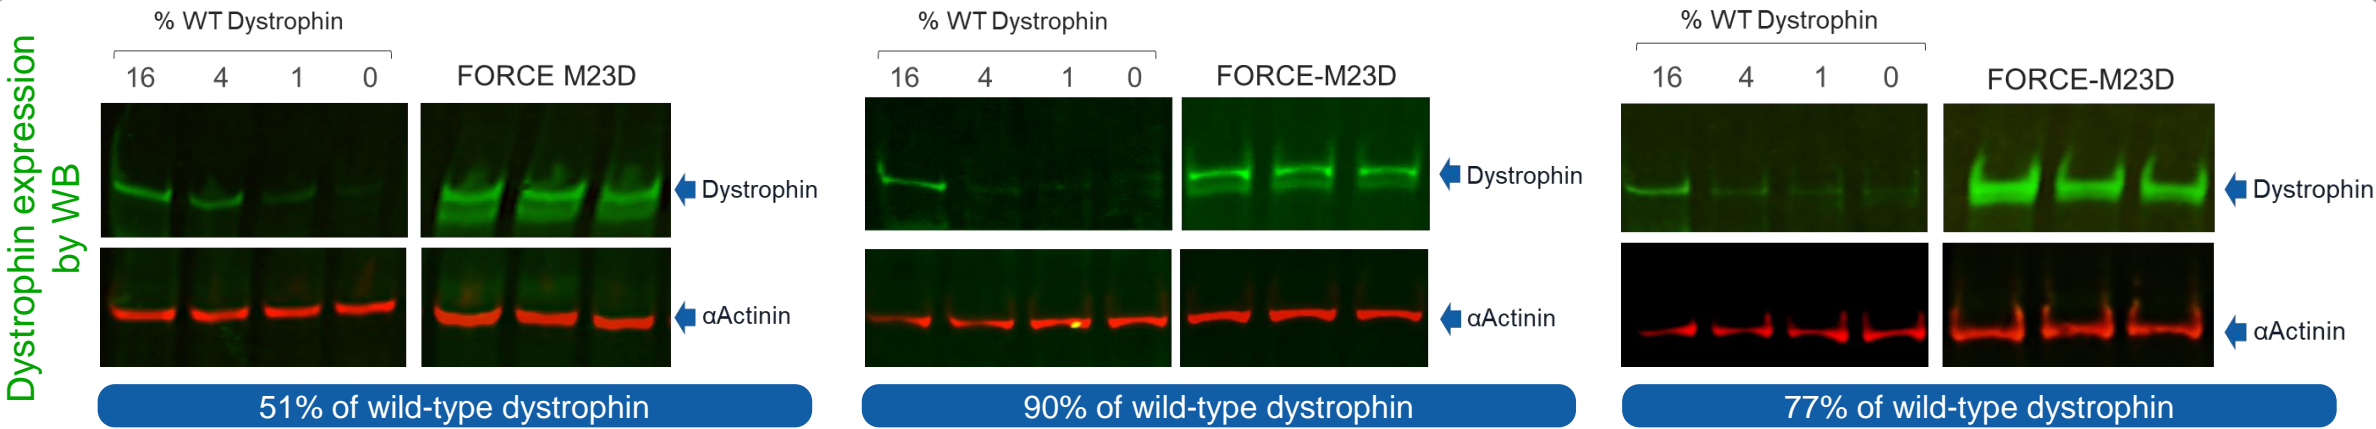 Dystrophin expression
by WB
% WT Dystrophin
16 4 1 0
FORCE M23D
Dystrophin
αActinin
51% of wild-type dystrophin
% WT Dystrophin
16 4 1 0
FORCE-M23D
Dystrophin
αActinin
90% of wild-type dystrophin
% WT Dystrophin
16 4 1 0
FORCE-M23D
Dystrophin
αActinin
77% of wild-type dystrophin